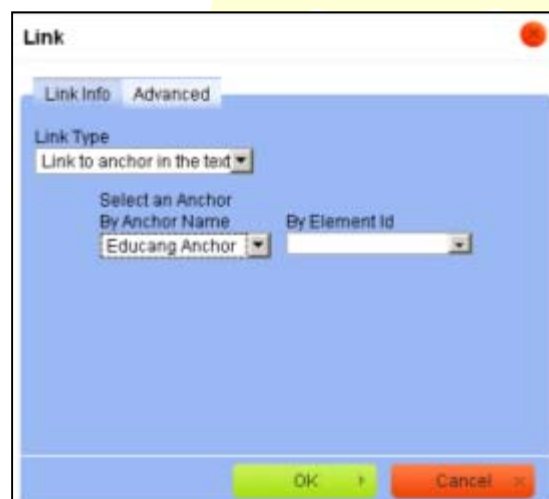 Link
Link Info Advanced
Link Type
Link to anchor in the text
Select an Anchor
By Anchor Name By Element Id
Educang Anchor
OK Cancel